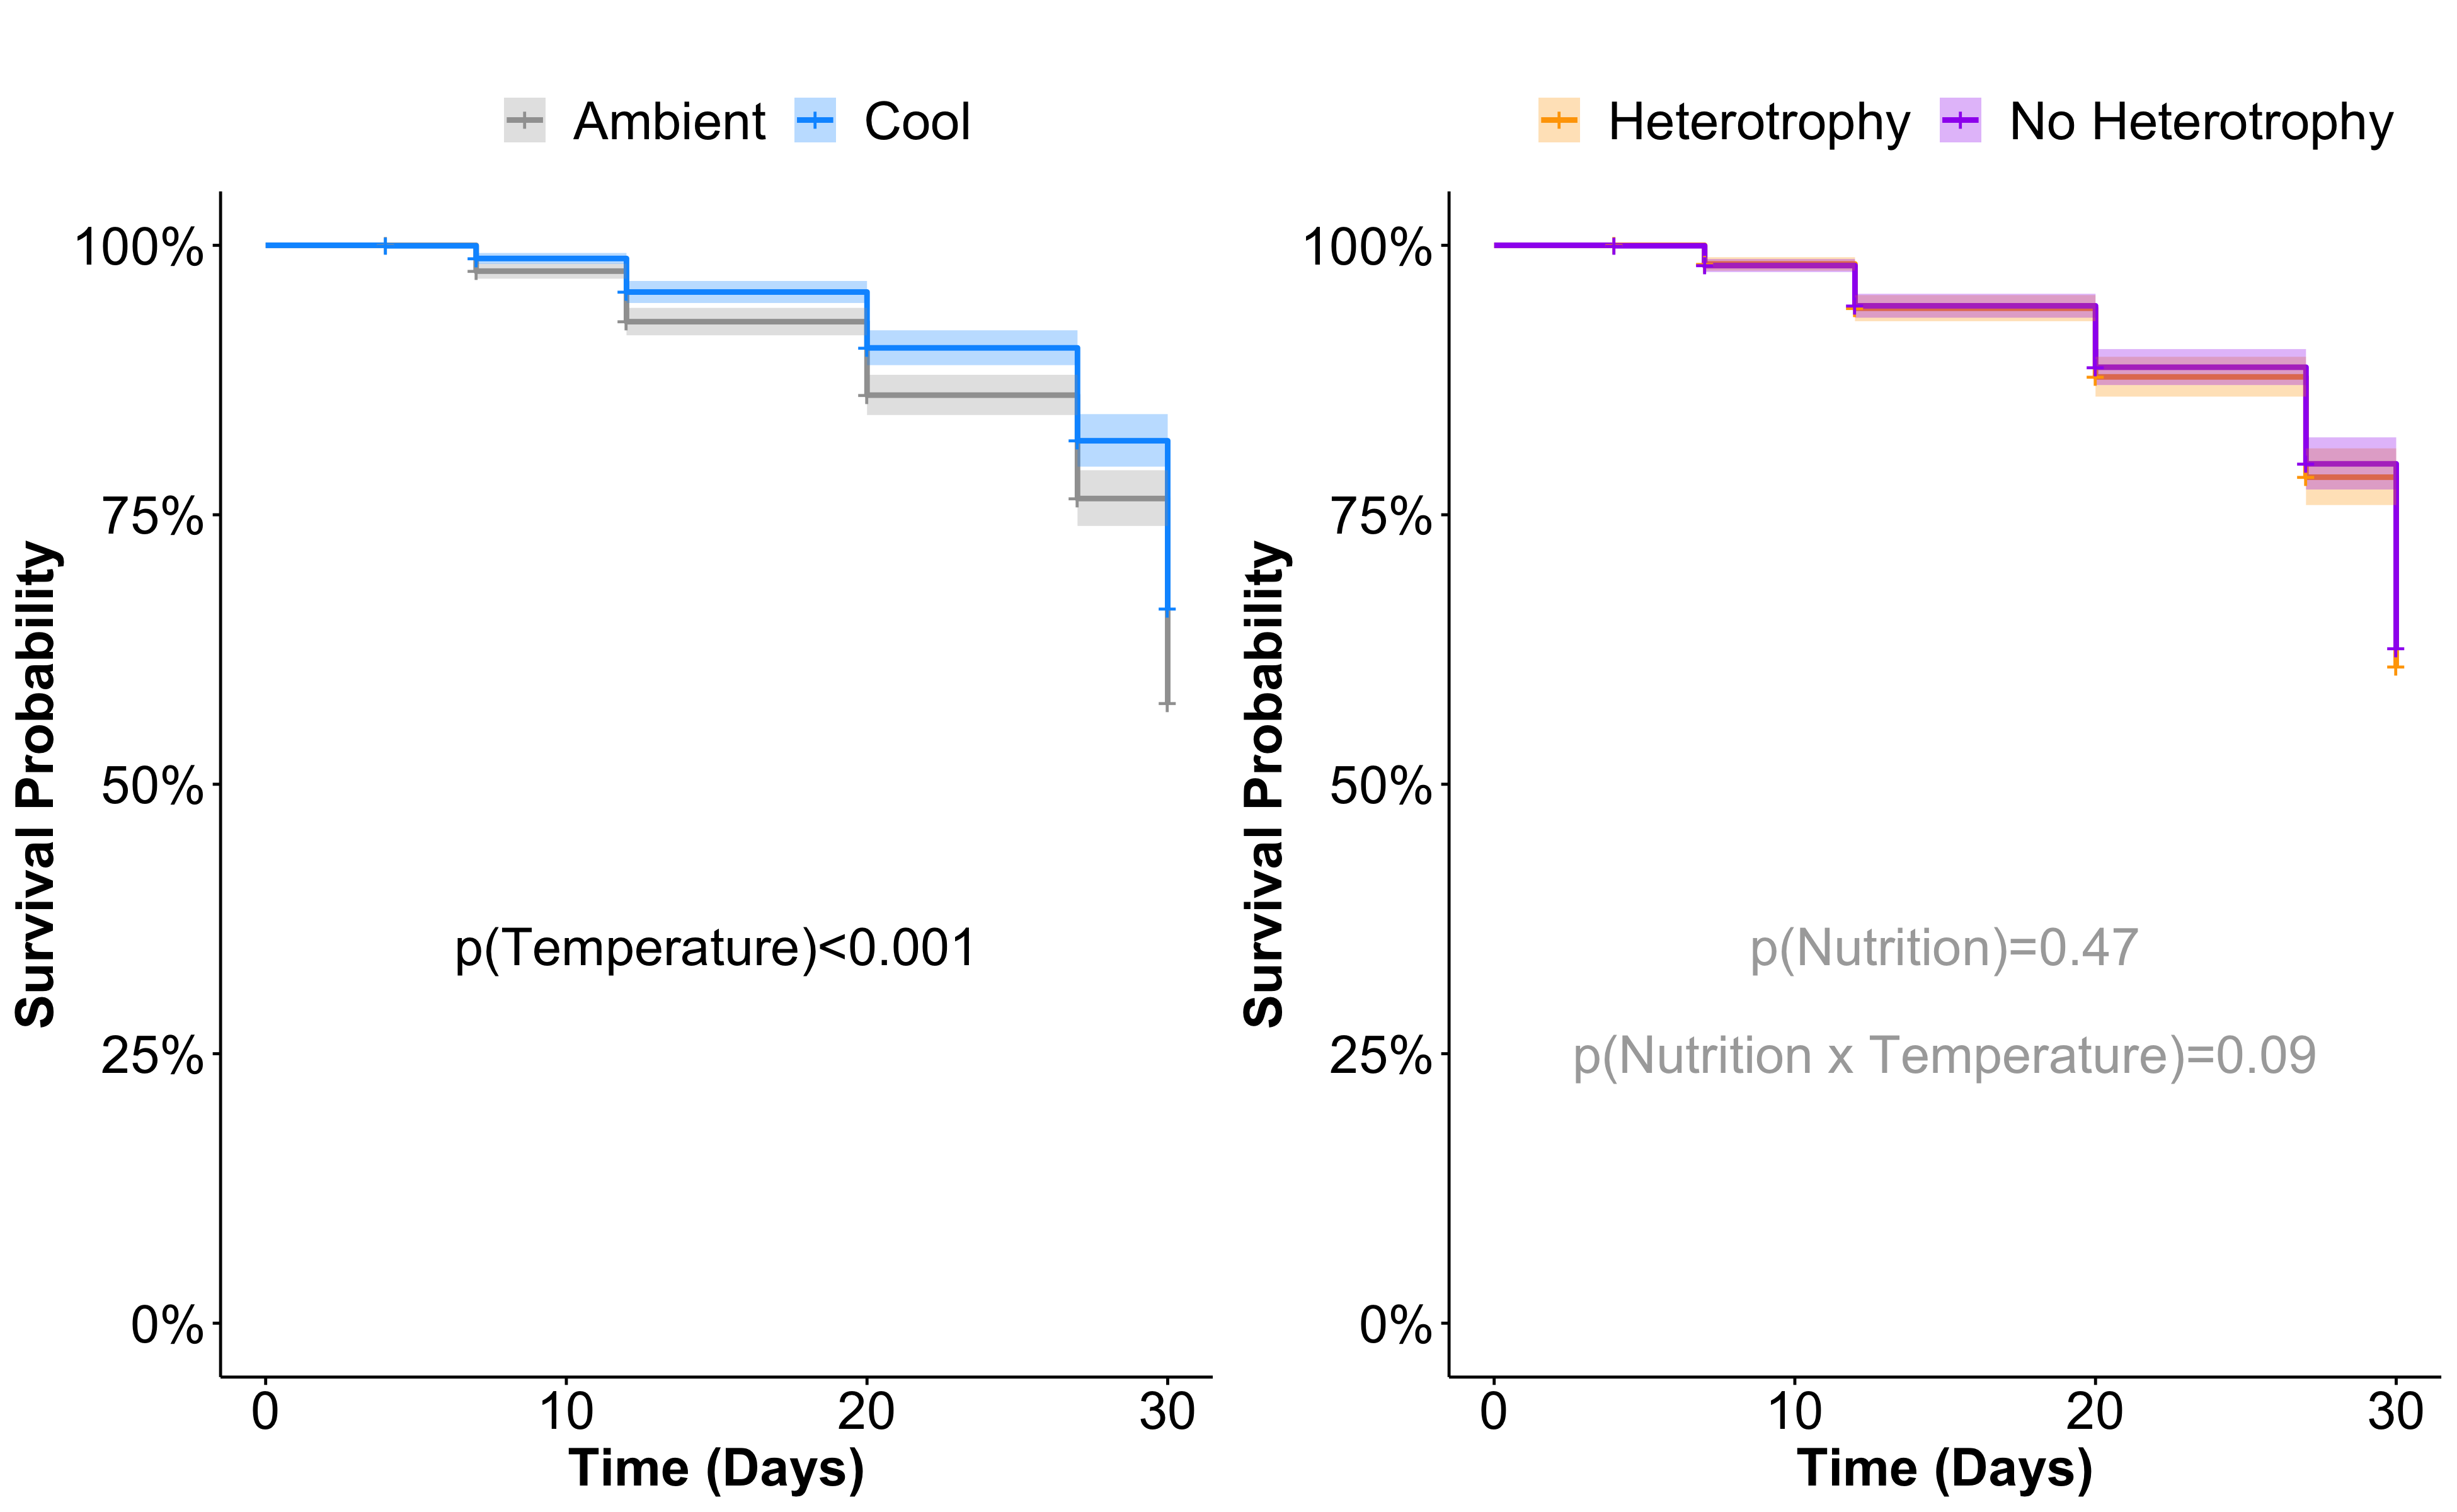 Ambient Cool
100%
75%
50%
25%
0%
Survival Probability
p(Temperature)<0.001
0 10 20 30
Time (Days)
Heterotrophy No Heterotrophy
100%
75%
50%
25%
0%
Survival Probability
p(Nutrition)=0.47
p(Nutrition x Temperature)=0.09
0 10 20 30
Time (Days)